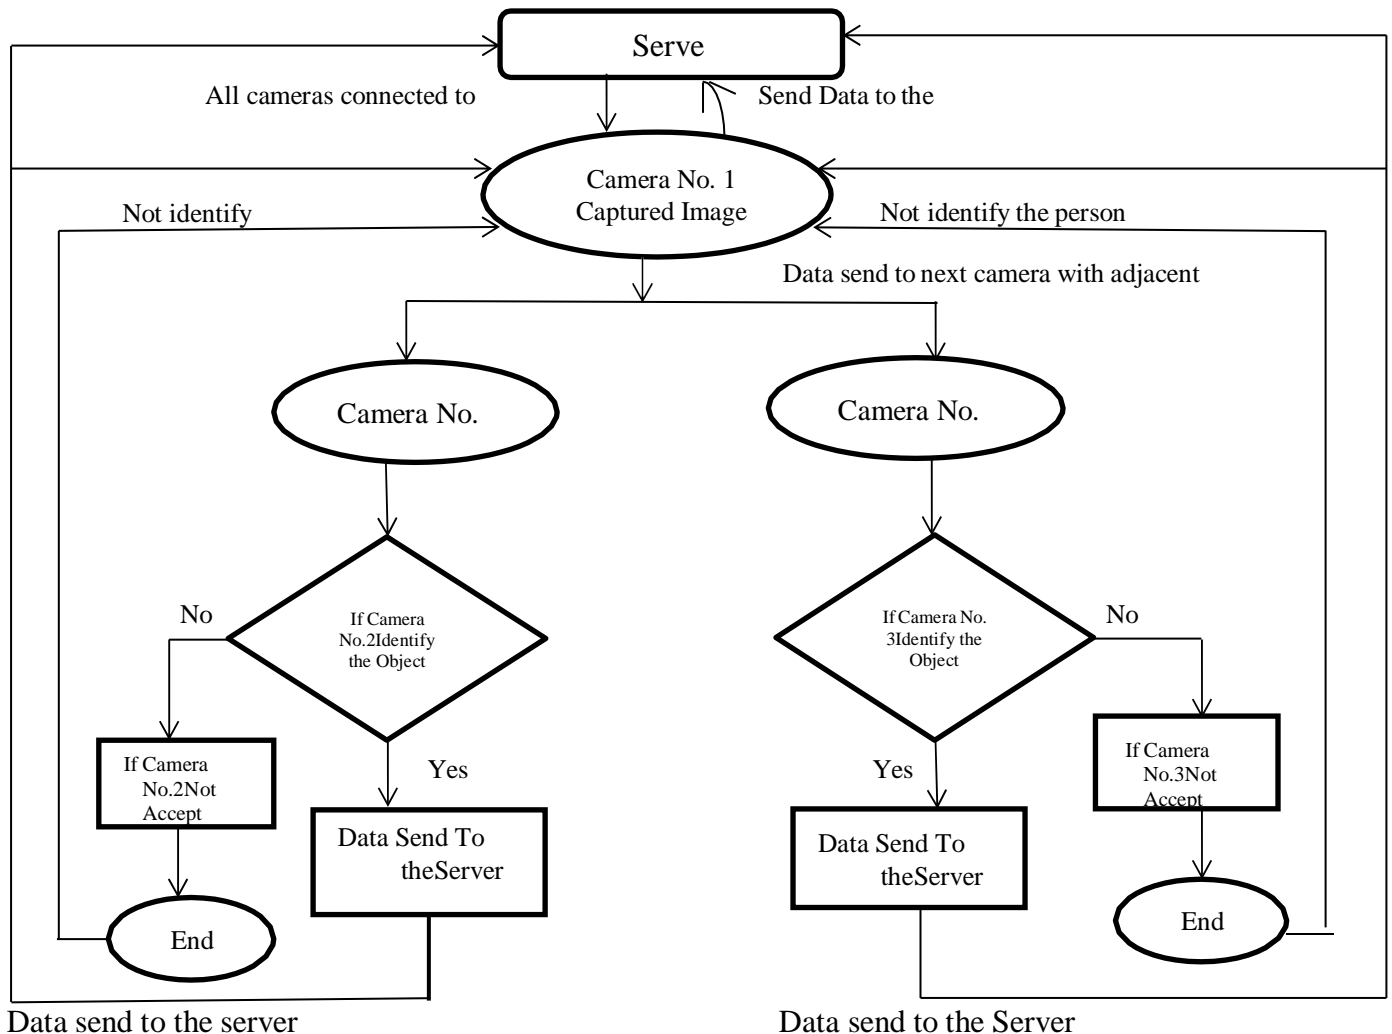 Serve
All cameras connected to
Send Data to the
Camera No. 1
Captured Image
Not identify
Not identify the person
Data send to next camera with adjacent
Camera No.
Camera No.
No
If Camera
No.2Identify
the Object
If Camera No.
3Identify the
Object
No
If Camera
No.2Not
Accept
Yes
Yes
If Camera
No.3Not
Accept
Data Send To
theServer
Data Send To
theServer
End
End
Data send to the server
Data send to the Server